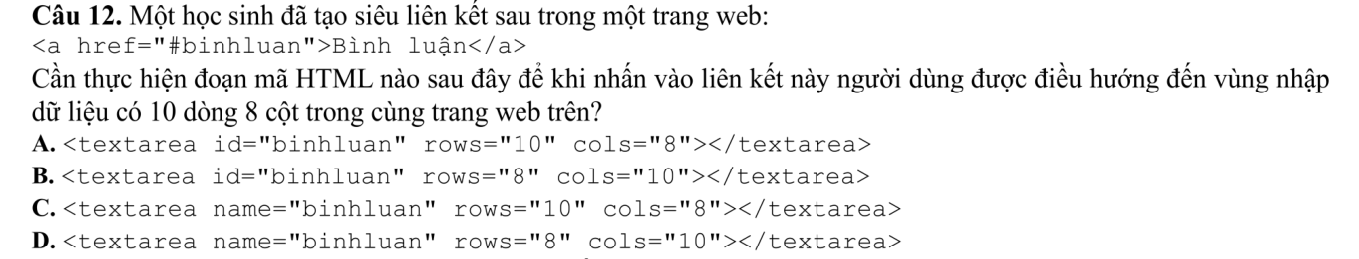 Câu 12. Một học sinh đã tạo siêu liên kết sau trong một trang web:
<a href="#binhluan">Bình luận</a>
Cần thực hiện đoạn mã HTML nào sau đây để khi nhấn vào liên kết này người dùng được điều hướng đến vùng nhập
dữ liệu có 10 dòng 8 cột trong cùng trang web trên?
A. <textarea id="binhluan" rows="10" cols="8"></textarea>
B. <textarea id="binhluan" rows="8" cols="10"></textarea>
C. <textarea name="binhluan" rows="10" cols="8"></textarea>
D. <textarea name="binhluan" rows="8" cols="10"></textarea>